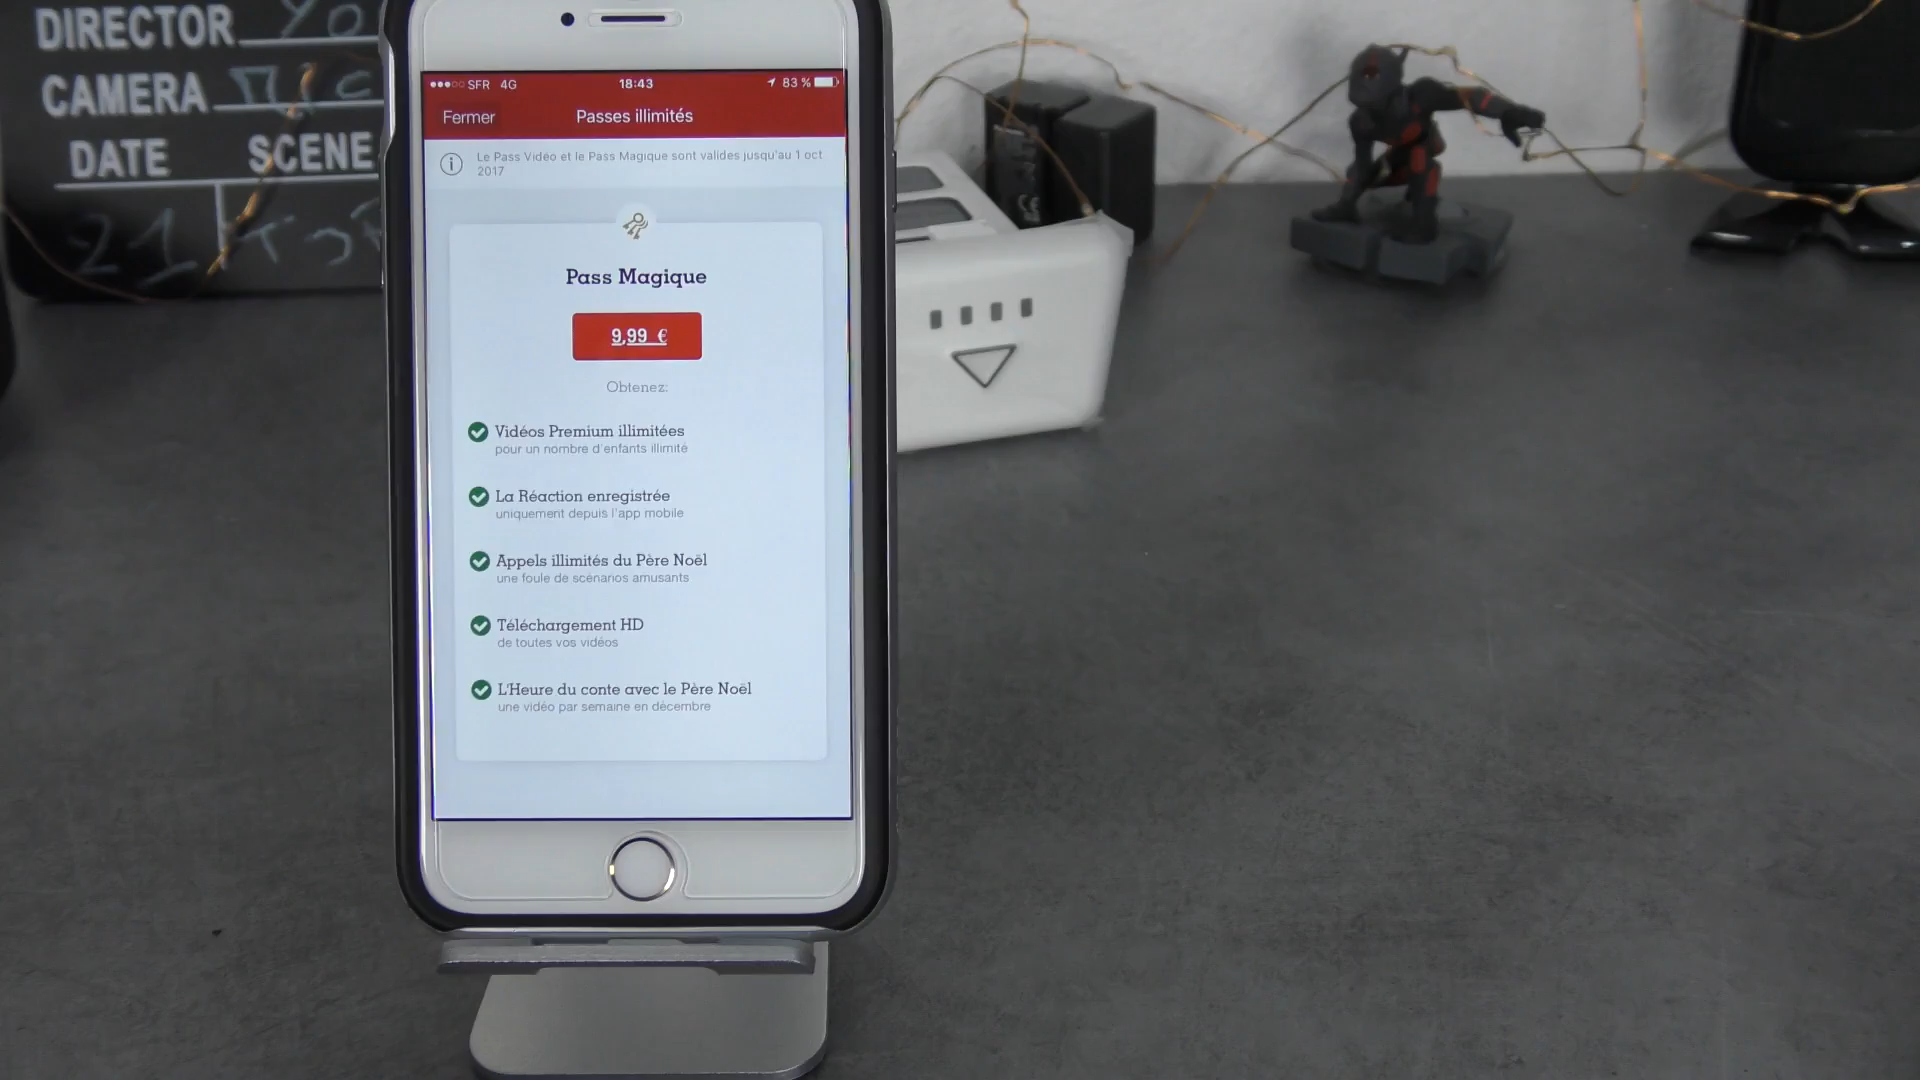 DIRECTOR Yo
CAMERA
DATE SCENE
21
SFR 4G 18:43 83 %
Fermer Passes illimités
Le Pass Vidéo et le Pass Magique sont valides jusqu'au 1 oct
2017
Pass Magique
9,99 €
Obtenez:
Vidéos Premium illimitées
pour un nombre d'enfants illimité
La Réaction enregistrée
uniquement depuis l'app mobile
Appels illimités du Père Noël
une foule de scénarios amusants
Téléchargement HD
de toutes vos vidéos
L'Heure du conte avec le Père Noël
une vidéo par semaine en décembre